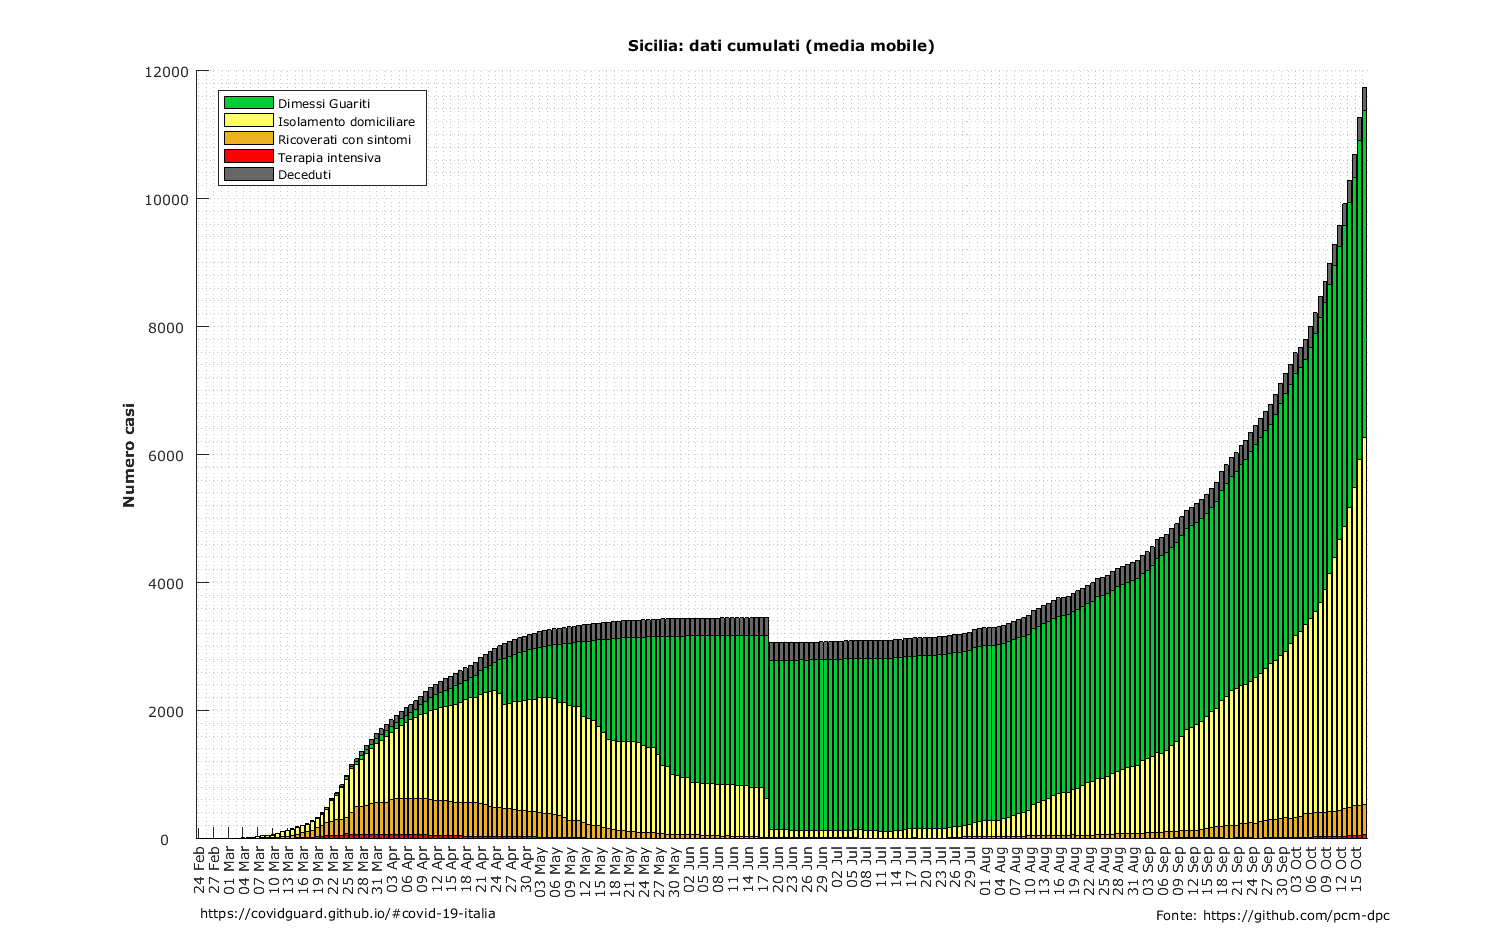 Sicilia: dati cumulati (media mobile)
12000
10000
8000
6000
4000
2000
0
Numero casi
Dimessi Guariti
Isolamento domiciliare
Ricoverati con sintomi
Terapia intensiva
Deceduti
24 Feb
27 Feb
01 Mar
04 Mar
07 Mar
10 Mar
13 Mar
16 Mar
19 Mar
22 Mar
25 Mar
28 Mar
31 Mar
03 Apr
06 Apr
09 Apr
12 Apr
15 Apr
18 Apr
21 Apr
24 Apr
27 Apr
30 Apr
03 May
06 May
09 May
12 May
15 May
18 May
21 May
24 May
27 May
30 May
02 Jun
05 Jun
08 Jun
11 Jun
14 Jun
17 Jun
20 Jun
23 Jun
26 Jun
29 Jun
02 Jul
05 Jul
08 Jul
11 Jul
14 Jul
17 Jul
20 Jul
23 Jul
26 Jul
29 Jul
01 Aug
04 Aug
07 Aug
10 Aug
13 Aug
16 Aug
19 Aug
22 Aug
25 Aug
28 Aug
31 Aug
03 Sep
06 Sep
09 Sep
12 Sep
15 Sep
18 Sep
21 Sep
24 Sep
27 Sep
30 Sep
03 Oct
06 Oct
09 Oct
12 Oct
15 Oct
https://covidguard.github.io/#covid-19-italia
Fonte: https://github.com/pcm-dpc